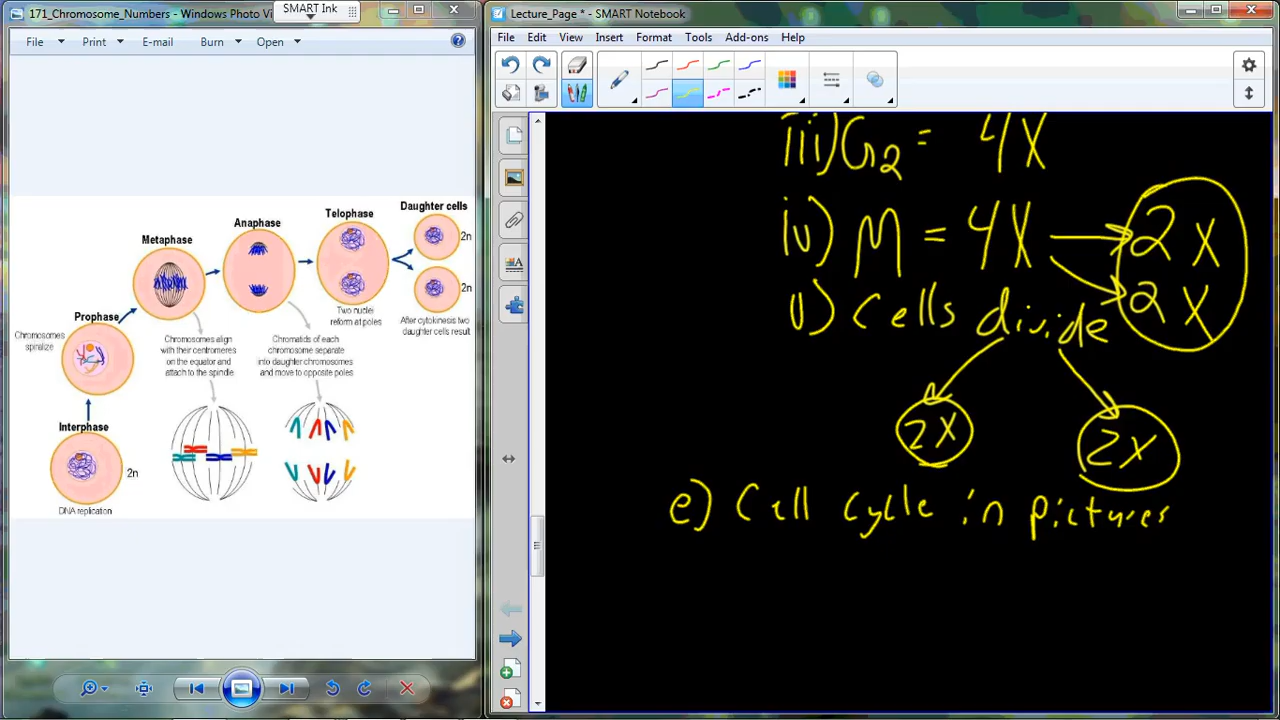 171_Chromosome_Numbers - Windows Photo Vi
SMART Ink
File Print E-mail Burn Open
Daughter cells
Telophase
Anaphase
2n
Metaphase
2n
Two nuclei
reform at poles
After cytokinesis two
daughter cells result
Prophase
Chromosomes
spiralize
Chromosomes align
with their centromeres
on the equator and
attach to the spindle
Chromatids of each
chromosome separate
into daughter chromosomes
and move to opposite poles
Interphase
2n
DNA replication
Lecture_Page * - SMART Notebook
File Edit View Insert Format Tools Add-ons Help
iii) G2 = 4X
iv) M = 4X 2X
2X
v) Cells divide
2X 2X
e) Cell cycle in pictures